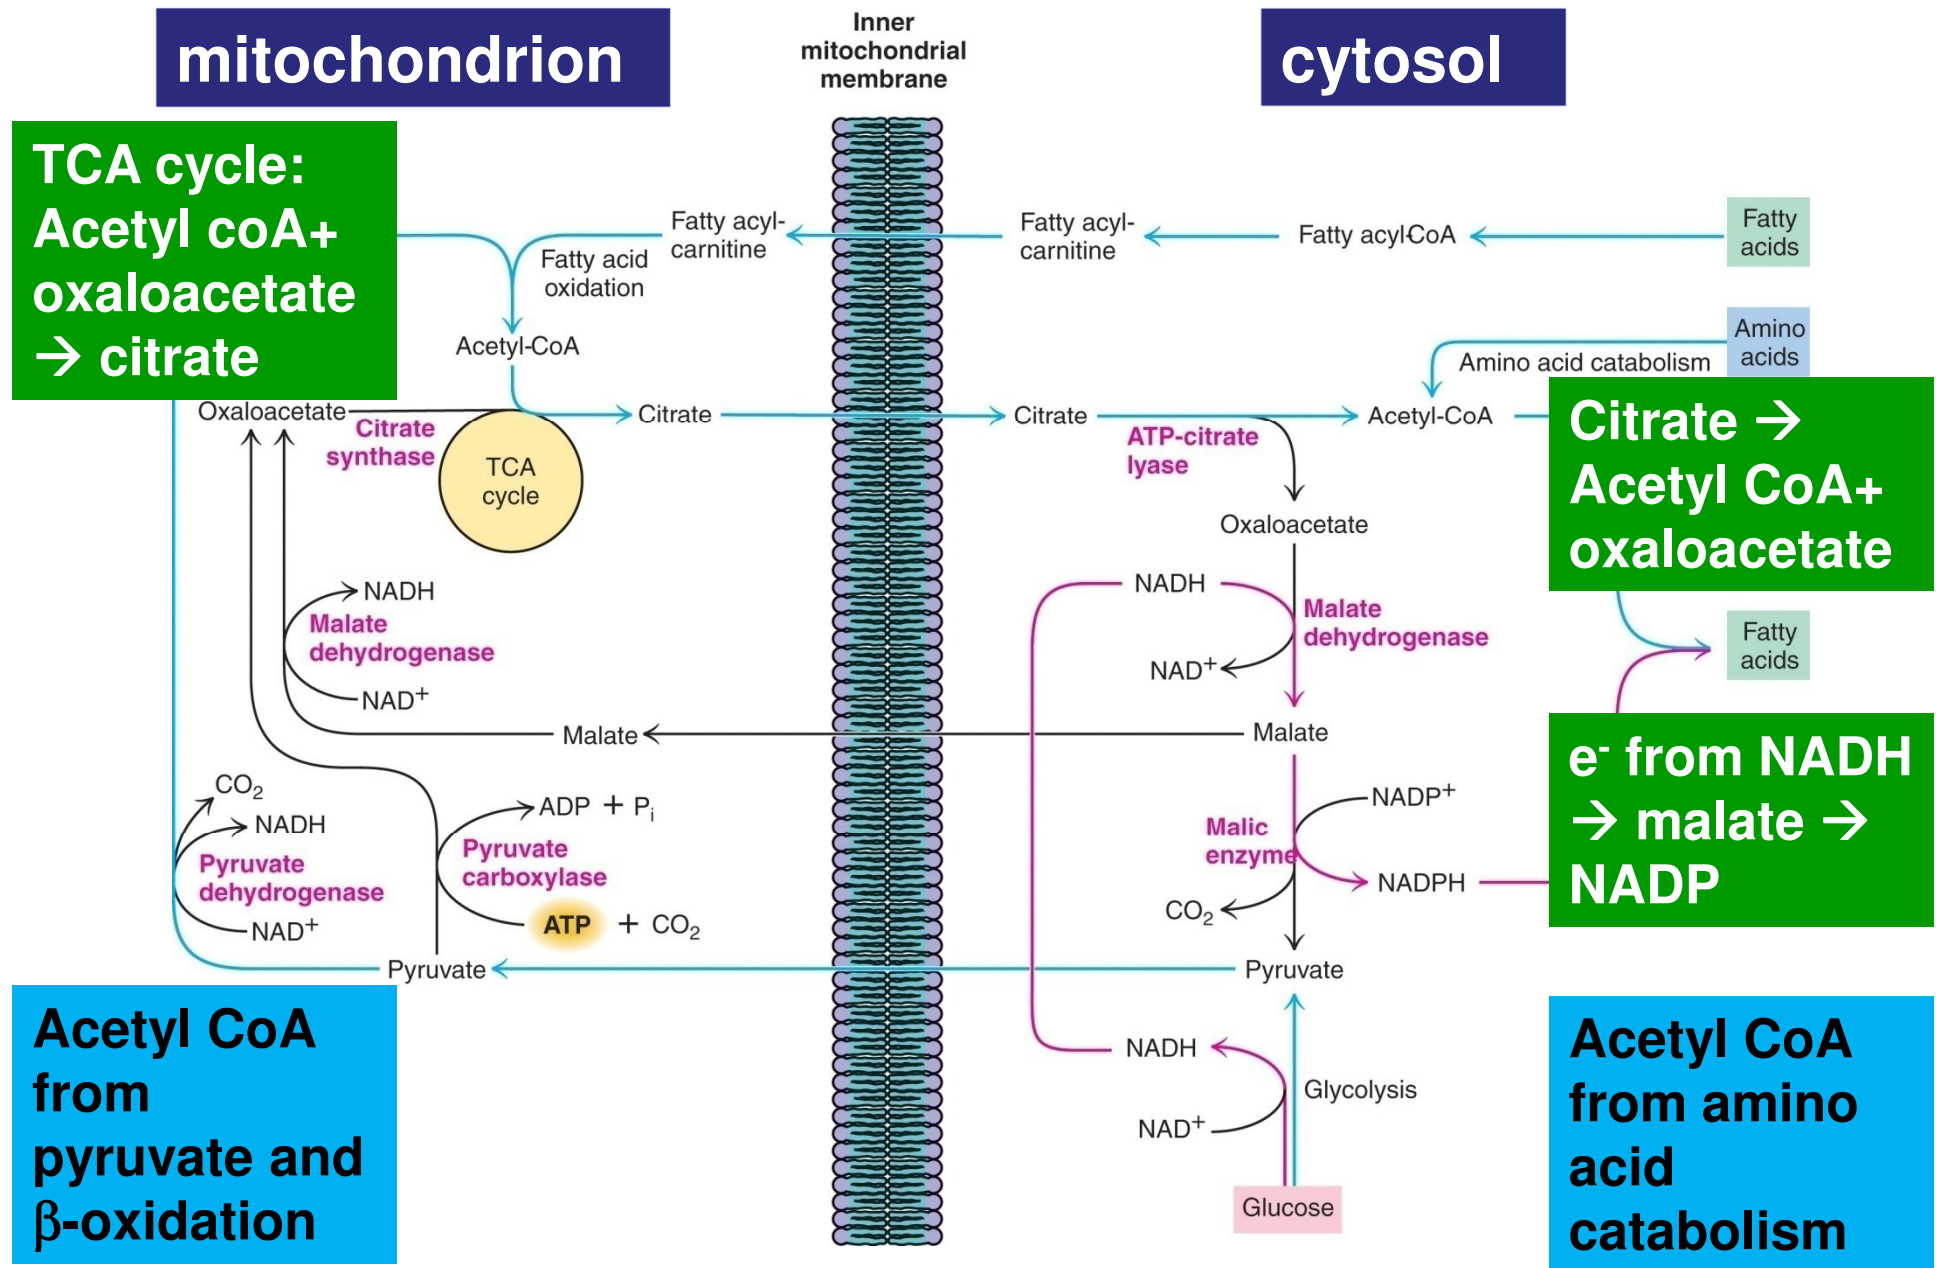 mitochondrion
Inner
mitochondrial
membrane
cytosol
TCA cycle:
Acetyl coA+
oxaloacetate
→ citrate
Fatty acyl-
carnitine
Fatty acid
oxidation
Fatty acyl-
carnitine
Fatty acyl-CoA
Fatty
acids
Acetyl-CoA
Amino
acids
Amino acid catabolism
Oxaloacetate
Citrate
synthase
TCA
cycle
Citrate
Citrate
ATP-citrate
lyase
Acetyl-CoA
Citrate →
Acetyl CoA+
oxaloacetate
Oxaloacetate
NADH
Malate
dehydrogenase
NAD+
NADH
Malate
dehydrogenase
NAD+
Fatty
acids
Malate
Malate
e- from NADH
→ malate →
NADP
CO2
NADH
Pyruvate
dehydrogenase
NAD+
ADP + Pi
Pyruvate
carboxylase
ATP + CO2
NADP+
Malic
enzyme
NADPH
CO2
Pyruvate
Pyruvate
Acetyl CoA
from
pyruvate and
β-oxidation
NADH
Glycolysis
NAD+
Glucose
Acetyl CoA
from amino
acid
catabolism